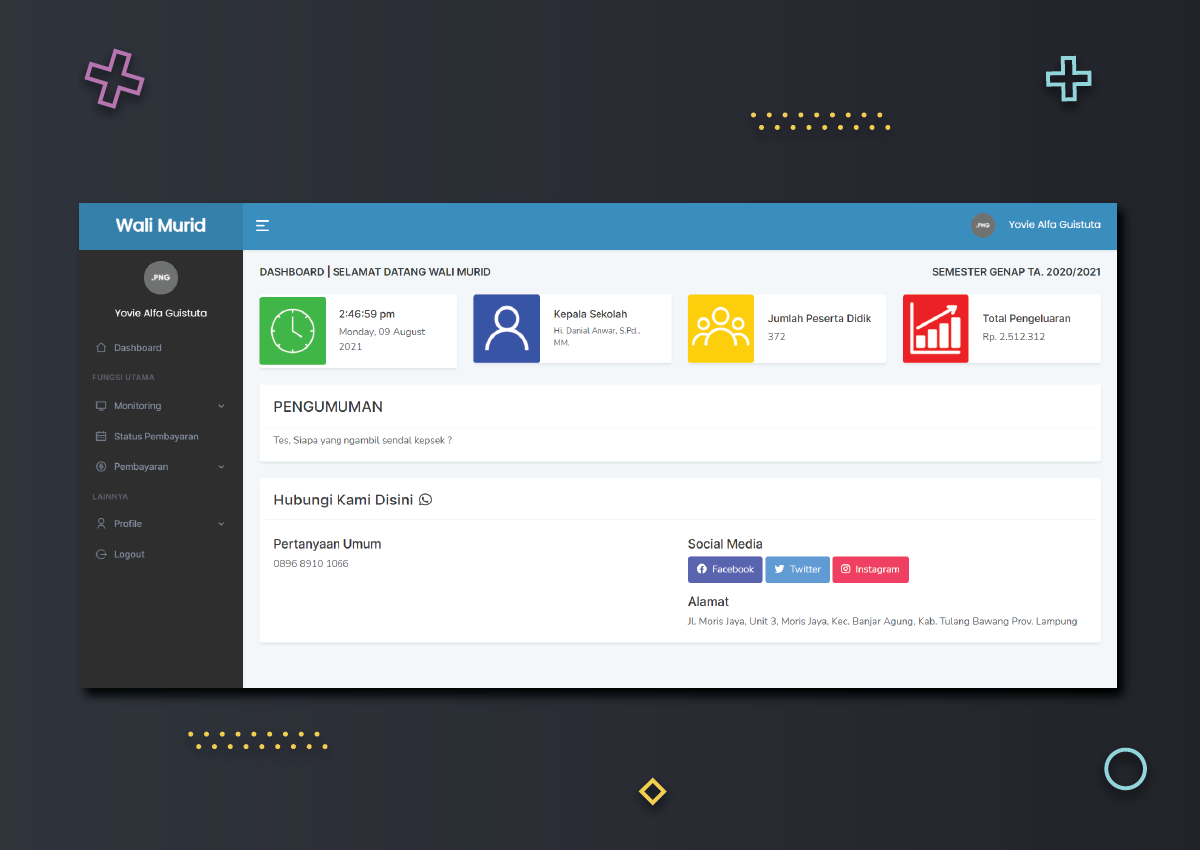 Wali Murid
.PNG
Yovie Alfa Guistuta
.PNG
Yovie Alfa Guistuta
Dashboard
FUNGSI UTAMA
Monitoring
Status Pembayaran
Pembayaran
LAINNYA
Profile
Logout
DASHBOARD | SELAMAT DATANG WALI MURID
SEMESTER GENAP TA. 2020/2021
2:46:59 pm
Monday, 09 August
2021
Kepala Sekolah
Hi. Danial Anwar, S.Pd.,
MM.
Jumlah Peserta Didik
372
Total Pengeluaran
Rp. 2.512.312
PENGUMUMAN
Tes, Siapa yang ngambil sendal kepsek ?
Hubungi Kami Disini
Pertanyaan Umum
0896 8910 1066
Social Media
Facebook
Twitter
Instagram
Alamat
Jl. Moris Jaya, Unit 3, Moris Jaya, Kec. Banjar Agung, Kab. Tulang Bawang Prov. Lampung